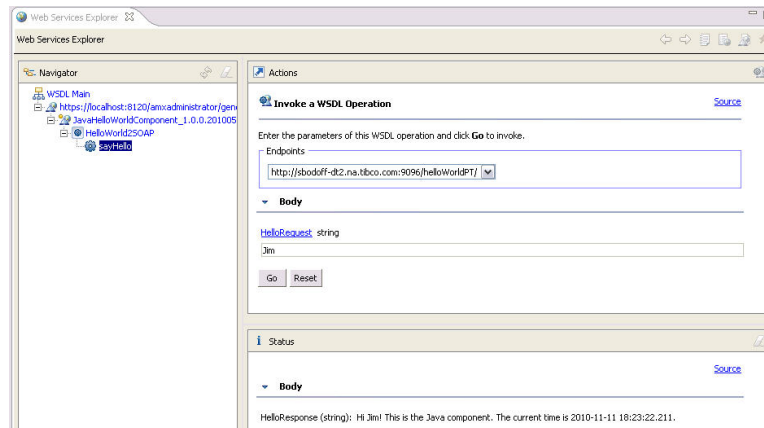 Web Services Explorer
Web Services Explorer
Navigator
WSDL Main
https://localhost:8120/amxadministrator/gene
JavaHelloWorldComponent_1.0.0.201005
HelloWorld2SOAP
sayHello
Actions
Invoke a WSDL Operation
Source
Enter the parameters of this WSDL operation and click Go to invoke.
Endpoints
http://sbodoff-dt2.na.tibco.com:9096/helloWorldPT/
Body
HelloRequest string
Jim
Go Reset
i Status
Source
Body
HelloResponse (string): Hi Jim! This is the Java component. The current time is 2010-11-11 18:23:22.211.